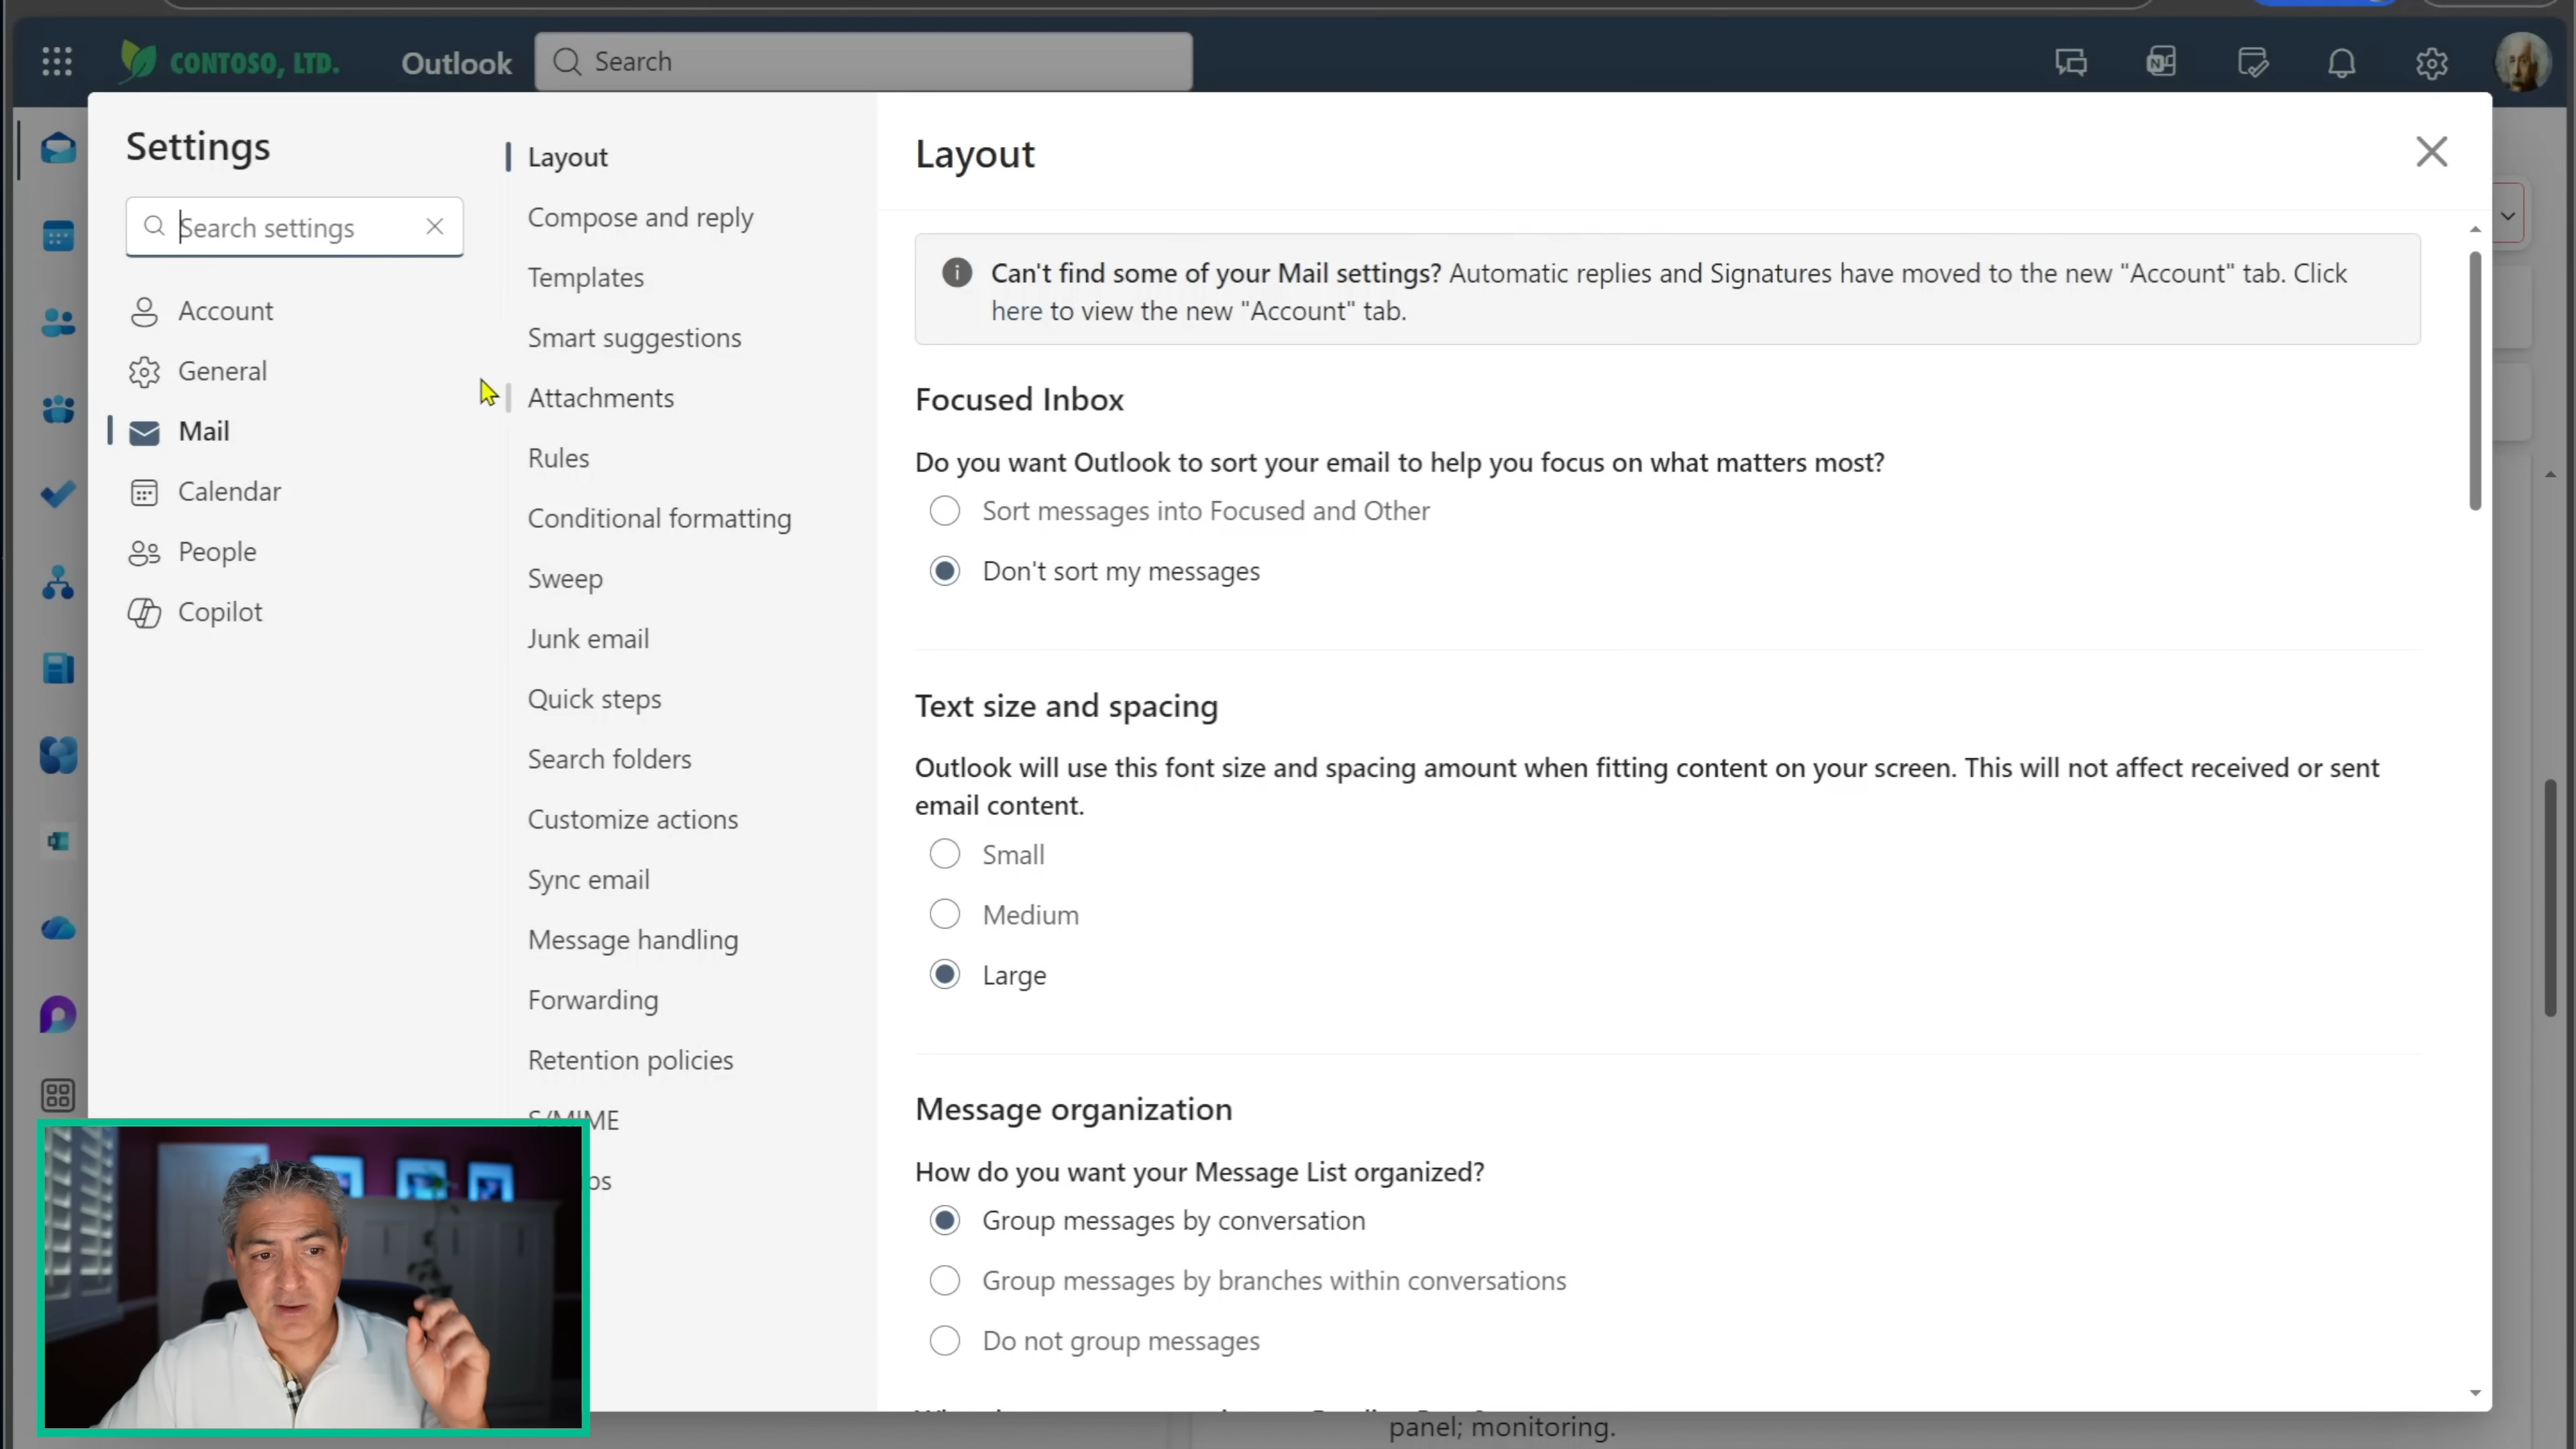 CONTOSO, LTD.
Outlook
Search
Settings
Search settings
Account
General
Mail
Calendar
People
Copilot
Layout
Compose and reply
Templates
Smart suggestions
Attachments
Rules
Conditional formatting
Sweep
Junk email
Quick steps
Search folders
Customize actions
Sync email
Message handling
Forwarding
Retention policies
S/MIME
Layout
Can't find some of your Mail settings? Automatic replies and Signatures have moved to the new "Account" tab. Click
here to view the new "Account" tab.
Focused Inbox
Do you want Outlook to sort your email to help you focus on what matters most?
Sort messages into Focused and Other
Don't sort my messages
Text size and spacing
Outlook will use this font size and spacing amount when fitting content on your screen. This will not affect received or sent
email content.
Small
Medium
Large
Message organization
How do you want your Message List organized?
Group messages by conversation
Group messages by branches within conversations
Do not group messages
panel; monitoring.